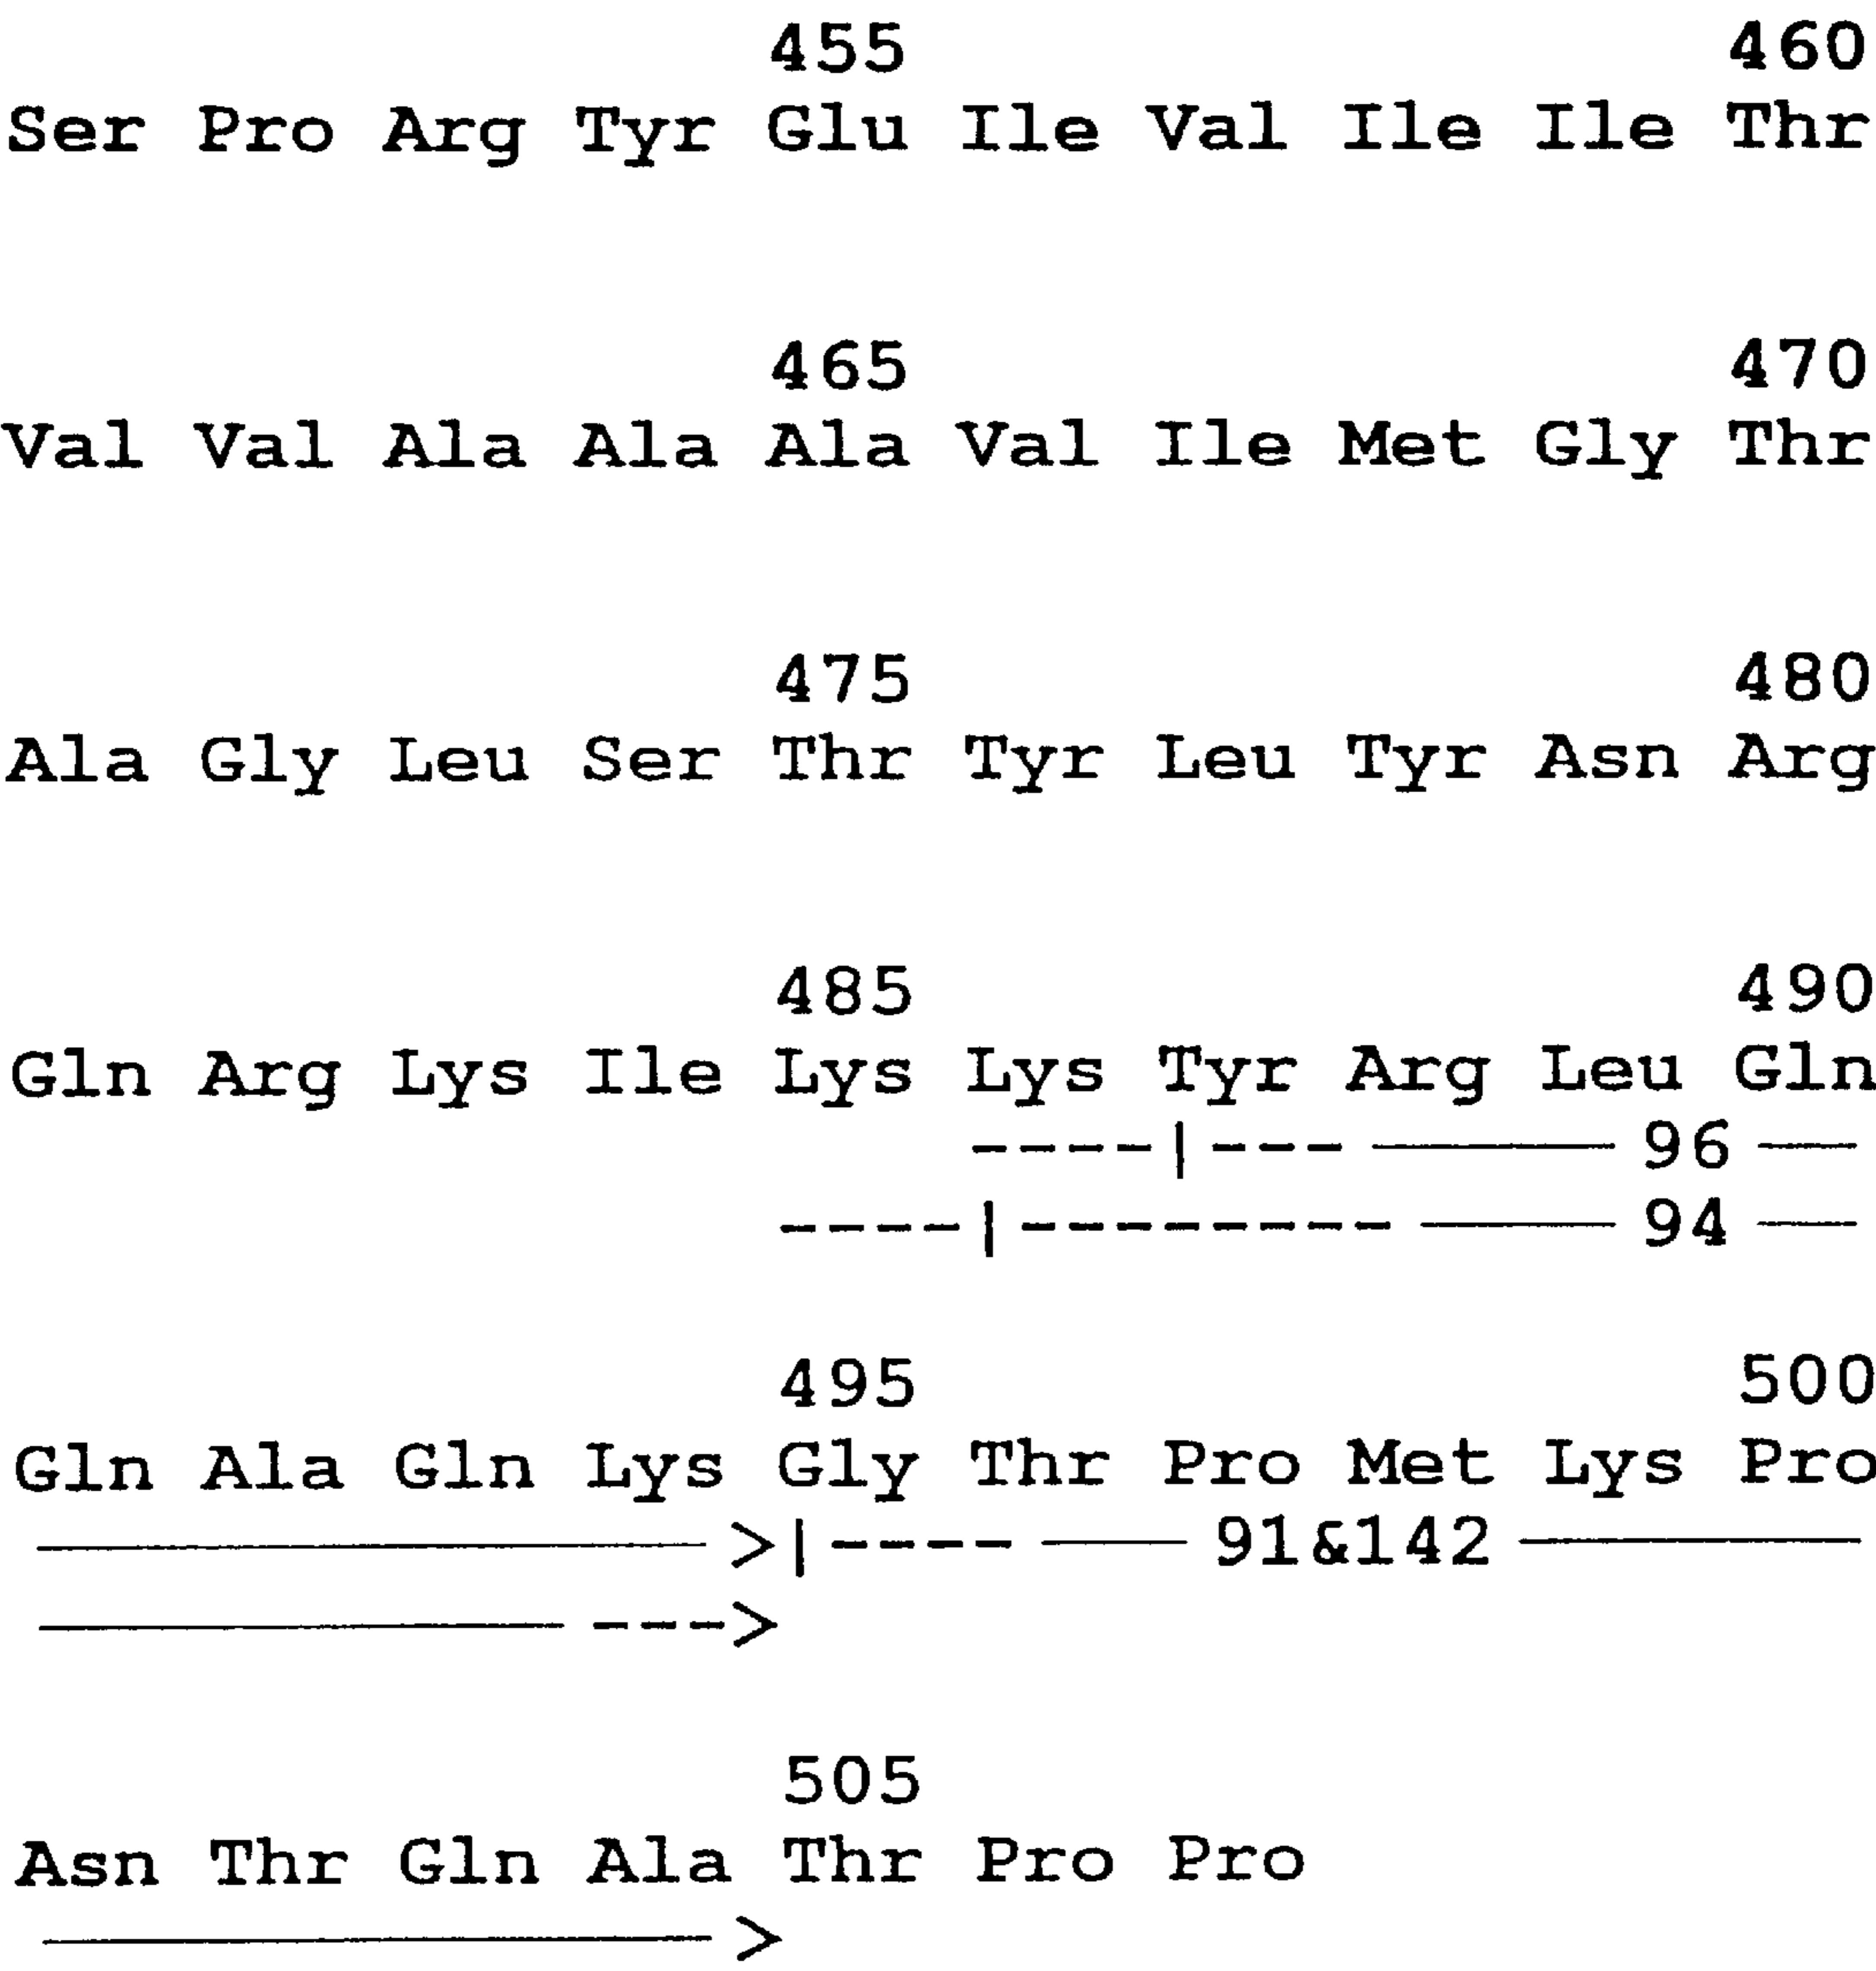 455 460
Ser Pro Arg Tyr Glu Ile Val Ile Ile Thr
465 470
Val Val Ala Ala Ala Val Ile Met Gly Thr
475 480
Ala Gly Leu Ser Thr Tyr Leu Tyr Asn Arg
485 490
Gln Arg Lys Ile Lys Lys Tyr Arg Leu Gln
----|--- —— 96 ——
----|-------- —— 94 ——
495 500
Gln Ala Gln Lys Gly Thr Pro Met Lys Pro
——>|---- —— 91&142 ——
—— --->
505
Asn Thr Gln Ala Thr Pro Pro
——>